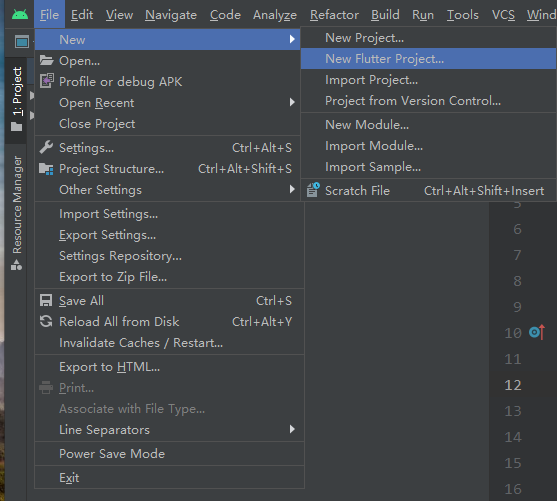 File Edit View Navigate Code Analyze Refactor Build Run Tools VCS Wind
New
Open...
Profile or debug APK
Open Recent
Close Project
Settings... Ctrl+Alt+S
Project Structure... Ctrl+Alt+Shift+S
Other Settings
Import Settings...
Export Settings...
Settings Repository...
Export to Zip File...
Save All Ctrl+S
Reload All from Disk Ctrl+Alt+Y
Invalidate Caches / Restart...
Export to HTML...
Print...
Associate with File Type...
Line Separators
Power Save Mode
Exit
New Project...
New Flutter Project...
Import Project...
Project from Version Control...
New Module...
Import Module...
Import Sample...
Scratch File Ctrl+Alt+Shift+Insert
1: Project
Resource Manager
5
6
7
8
9
10
11
12
13
14
15
16